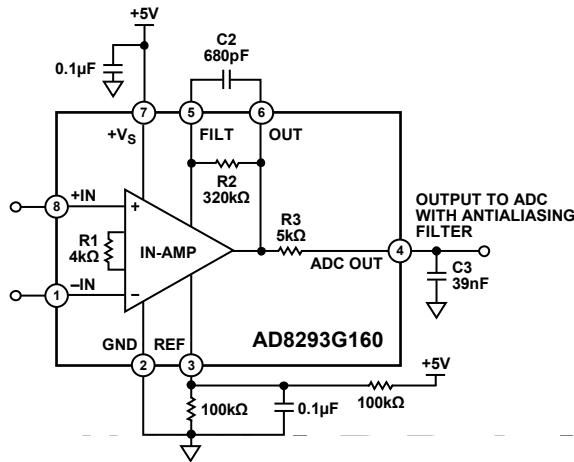 +5V
C2
680pF
0.1µF
7
5
6
+VS
FILT
OUT
R2
320kΩ
8
+IN
+
R1
4kΩ
IN-AMP
R3
5kΩ
OUTPUT TO ADC
WITH ANTIALIASING
FILTER
4
ADC OUT
C3
39nF
1
–IN
–
GND
REF
AD8293G160
2
3
+5V
100kΩ
0.1µF
100kΩ